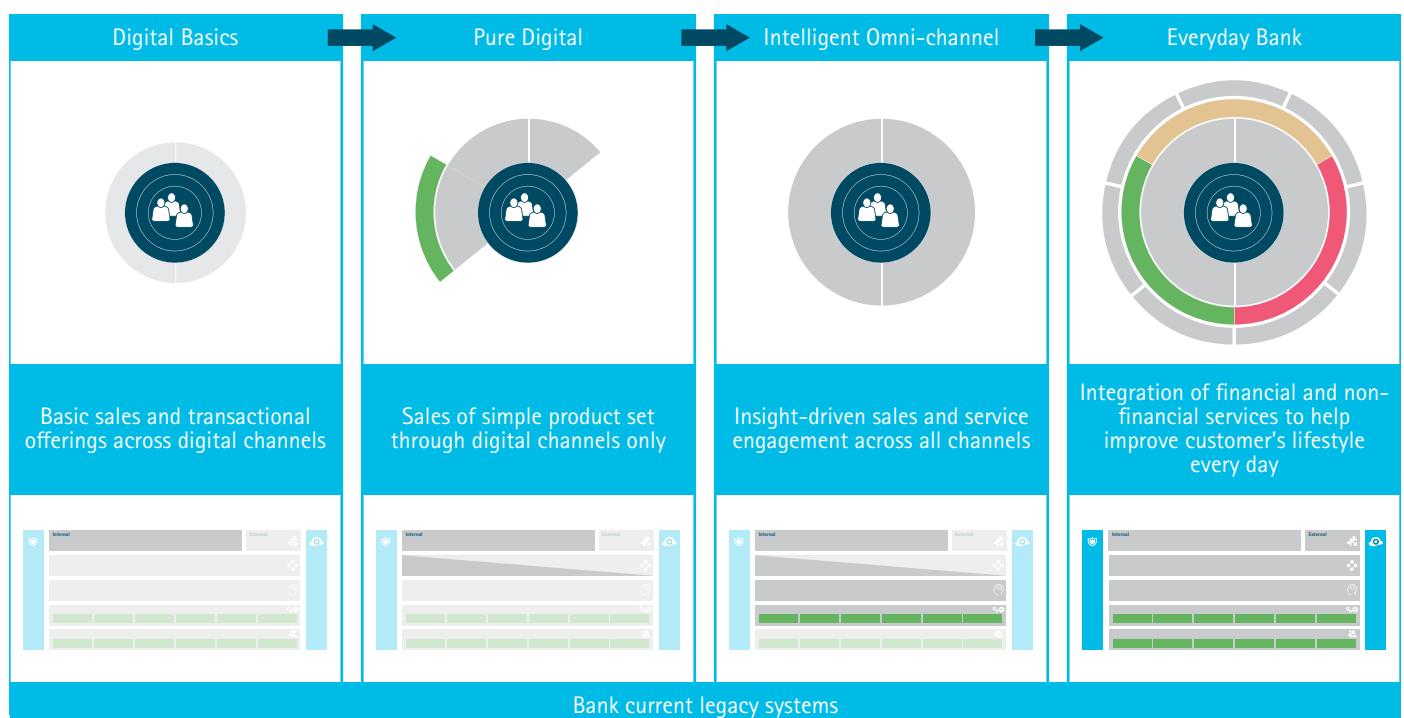 Digital Basics
Pure Digital
Intelligent Omni-channel
Everyday Bank
Basic sales and transactional
offerings across digital channels
Sales of simple product set
through digital channels only
Insight-driven sales and service
engagement across all channels
Integration of financial and non-
financial services to help
improve customer's lifestyle
every day
Internal
External
Internal
External
Internal
External
Internal
External
Bank current legacy systems